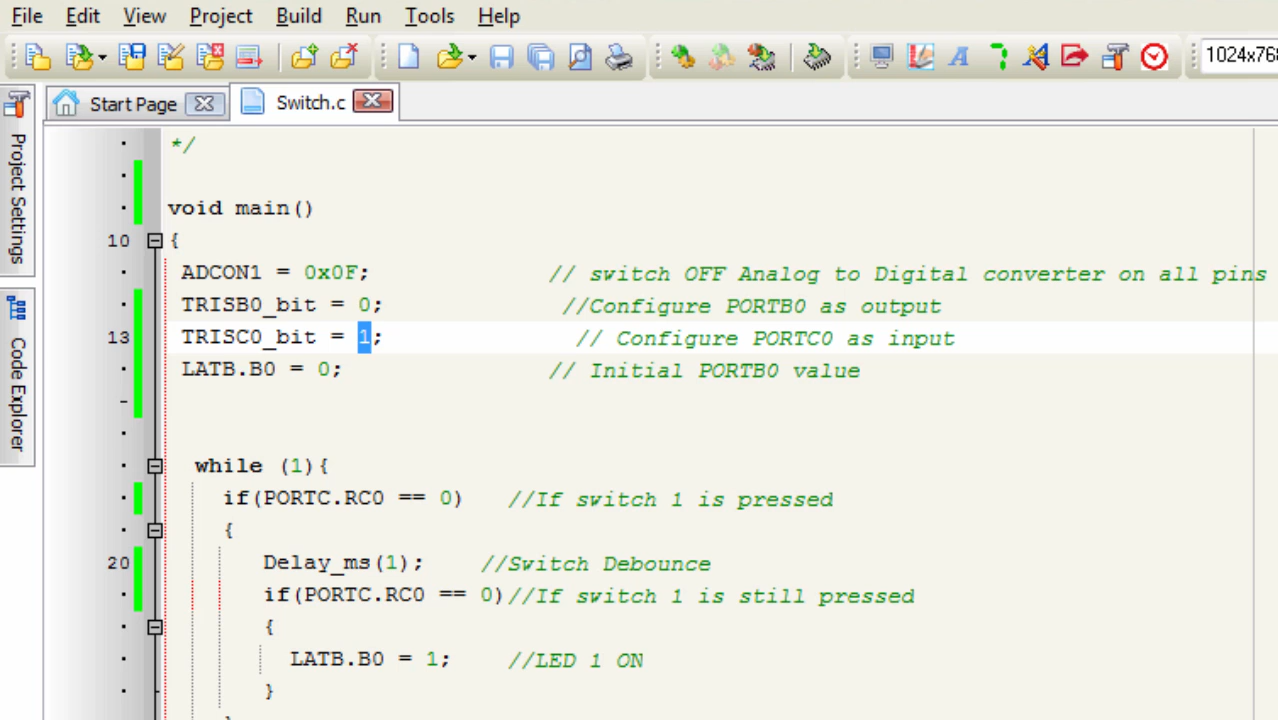 File Edit View Project Build Run Tools Help
1024x768
Start Page Switch.c
Project Settings
Code Explorer
*/
void main()
10 {
ADCON1 = 0x0F; // switch OFF Analog to Digital converter on all pins
TRISB0_bit = 0; //Configure PORTB0 as output
13 TRISC0_bit = 1; // Configure PORTC0 as input
LATB.B0 = 0; // Initial PORTB0 value
while (1){
if(PORTC.RC0 == 0) //If switch 1 is pressed
{
20 Delay_ms(1); //Switch Debounce
if(PORTC.RC0 == 0)//If switch 1 is still pressed
{
LATB.B0 = 1; //LED 1 ON
}